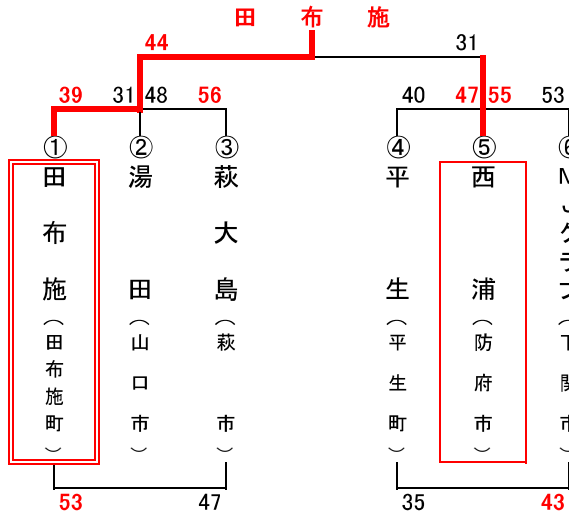 田布施
44 31
39 31 48 56 40 47 55 53
① ② ③ ④ ⑤ ⑥
田布施(田布施町)
湯田(山口市)
萩大島(萩市)
平生(平生町)
西浦(防府市)
53 47 35 43